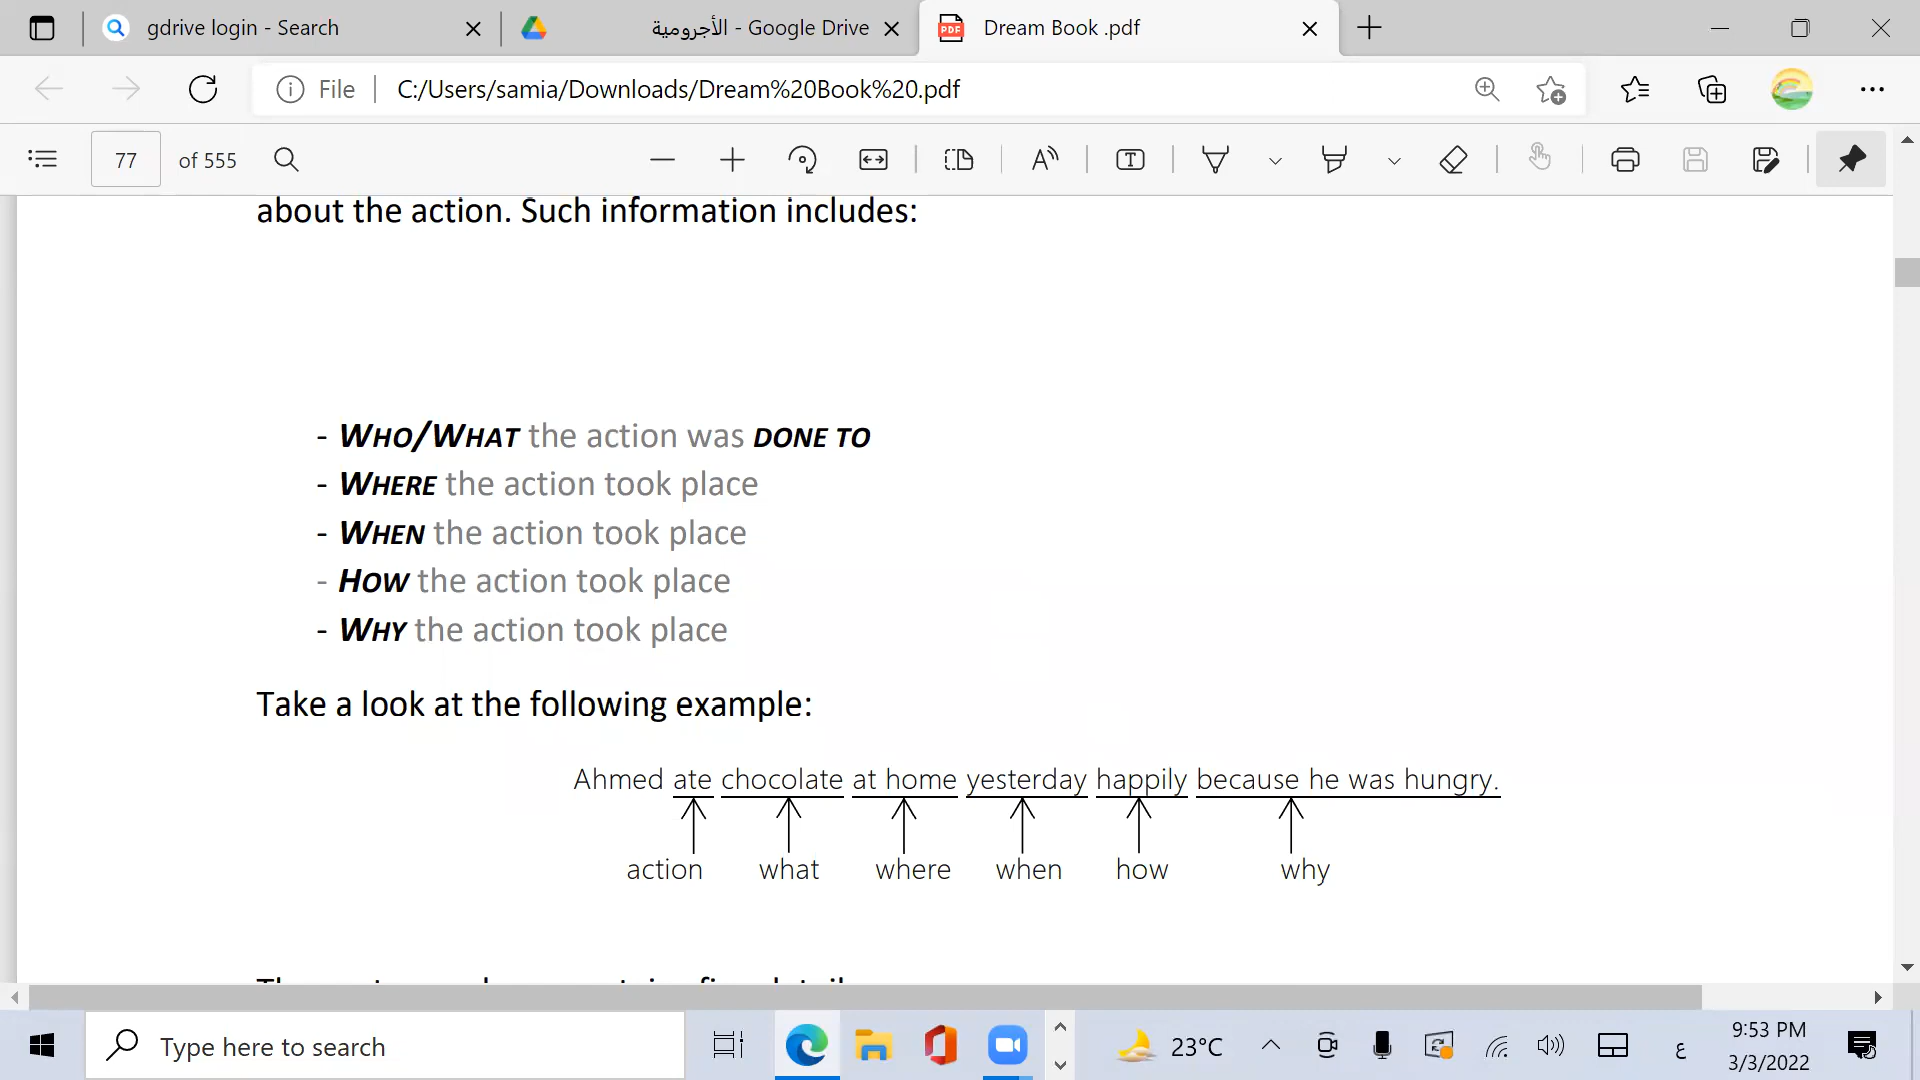 gdrive login - Search
الأجرومية - Google Drive
Dream Book .pdf
File
C:/Users/samia/Downloads/Dream%20Book%20.pdf
77 of 555
about the action. Such information includes:
- WHO/WHAT the action was DONE TO
- WHERE the action took place
- WHEN the action took place
- HOW the action took place
- WHY the action took place
Take a look at the following example:
Ahmed ate chocolate at home yesterday happily because he was hungry.
action what where when how why
Type here to search
23°C
ع
9:53 PM
3/3/2022